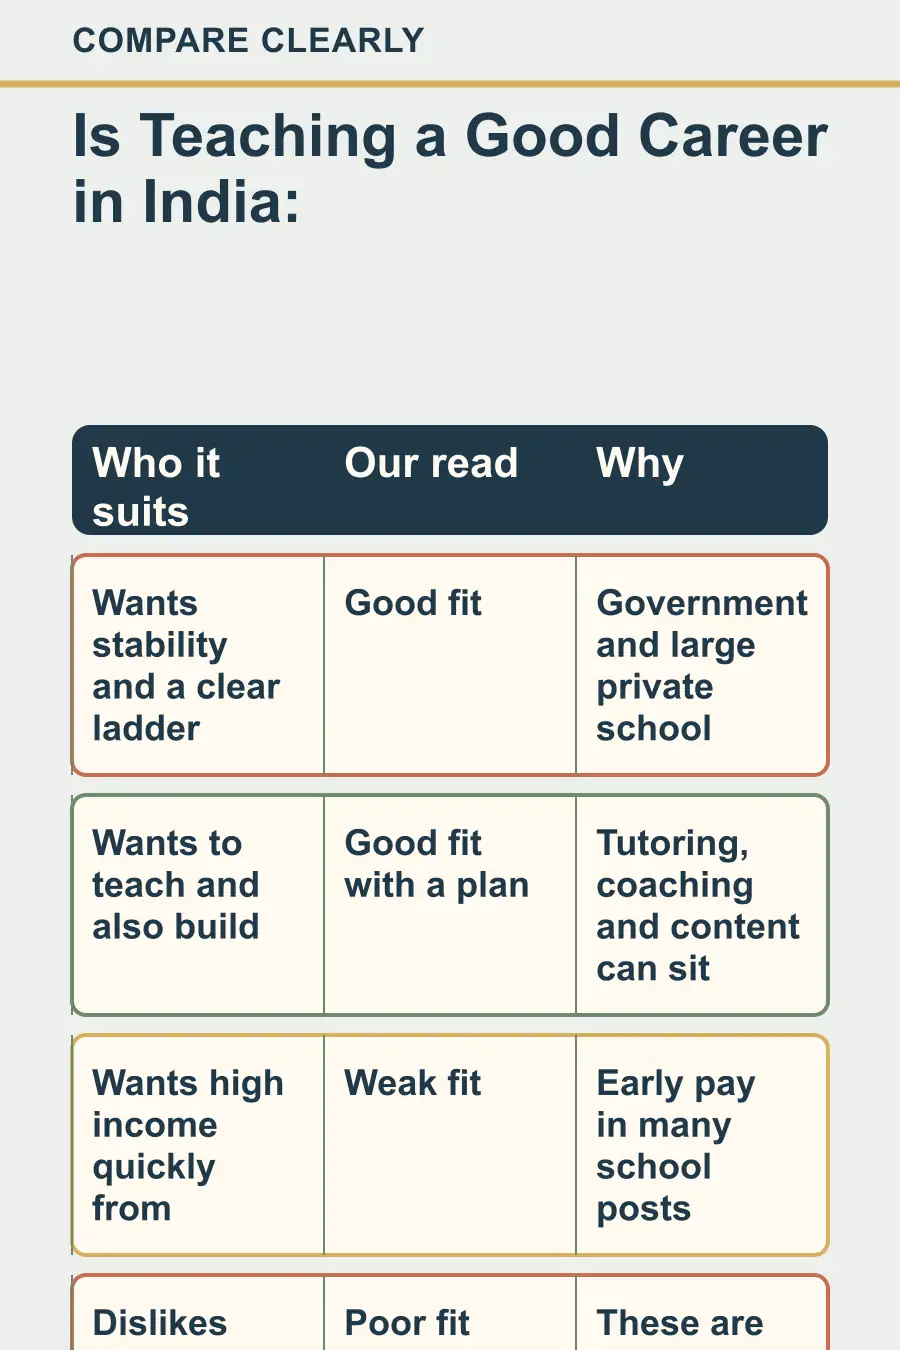 COMPARE CLEARLY
Is Teaching a Good Career
in India:
Who it
suits
Our read
Why
Wants
stability
and a clear
ladder
Good fit
Government
and large
private
school
Wants to
teach and
also build
Good fit
with a plan
Tutoring,
coaching
and content
can sit
Wants high
income
quickly
from
Weak fit
Early pay
in many
school
posts
Dislikes
Poor fit
These are